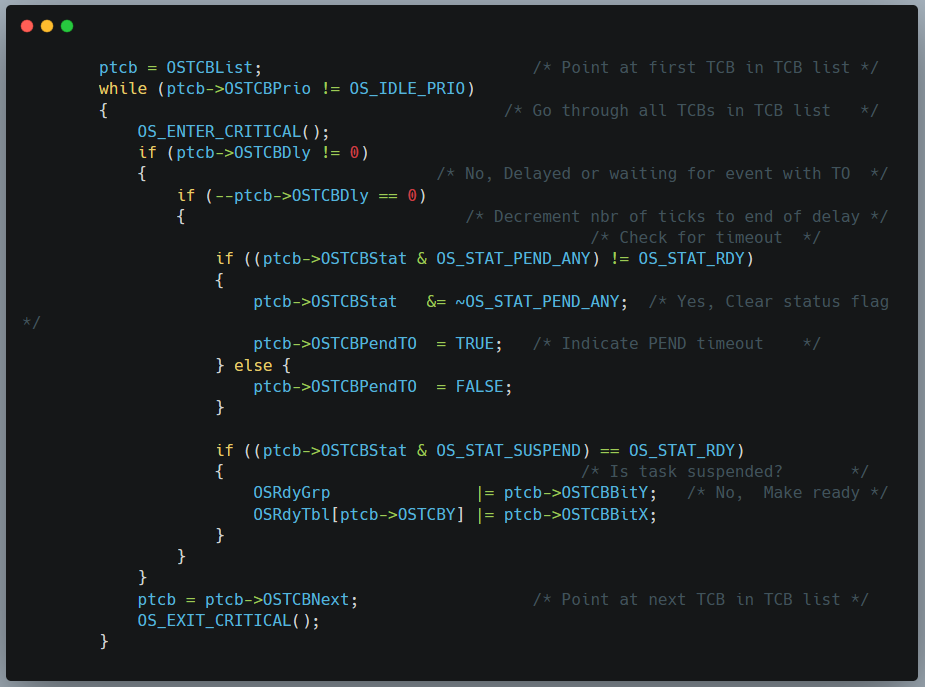 ptcb = OSTCBList;                            /* Point at first TCB in TCB list */
        while (ptcb->OSTCBPrio != OS_IDLE_PRIO)
        {                                         /* Go through all TCBs in TCB list   */
            OS_ENTER_CRITICAL();
            if (ptcb->OSTCBDly != 0)
            {                              /* No, Delayed or waiting for event with TO  */
                if (--ptcb->OSTCBDly == 0)
                {                             /* Decrement nbr of ticks to end of delay */
                                                           /* Check for timeout  */
                    if ((ptcb->OSTCBStat & OS_STAT_PEND_ANY) != OS_STAT_RDY)
                    {
                        ptcb->OSTCBStat   &= ~OS_STAT_PEND_ANY;  /* Yes, Clear status flag
*/
                        ptcb->OSTCBPendTO  = TRUE;   /* Indicate PEND timeout    */
                    } else {
                        ptcb->OSTCBPendTO  = FALSE;
                    }

                    if ((ptcb->OSTCBStat & OS_STAT_SUSPEND) == OS_STAT_RDY)
                    {                                     /* Is task suspended?       */
                        OSRdyGrp               |= ptcb->OSTCBBitY;   /* No,  Make ready */
                        OSRdyTbl[ptcb->OSTCBY] |= ptcb->OSTCBBitX;
                    }
                }
            }
            ptcb = ptcb->OSTCBNext;                  /* Point at next TCB in TCB list */
            OS_EXIT_CRITICAL();
        }